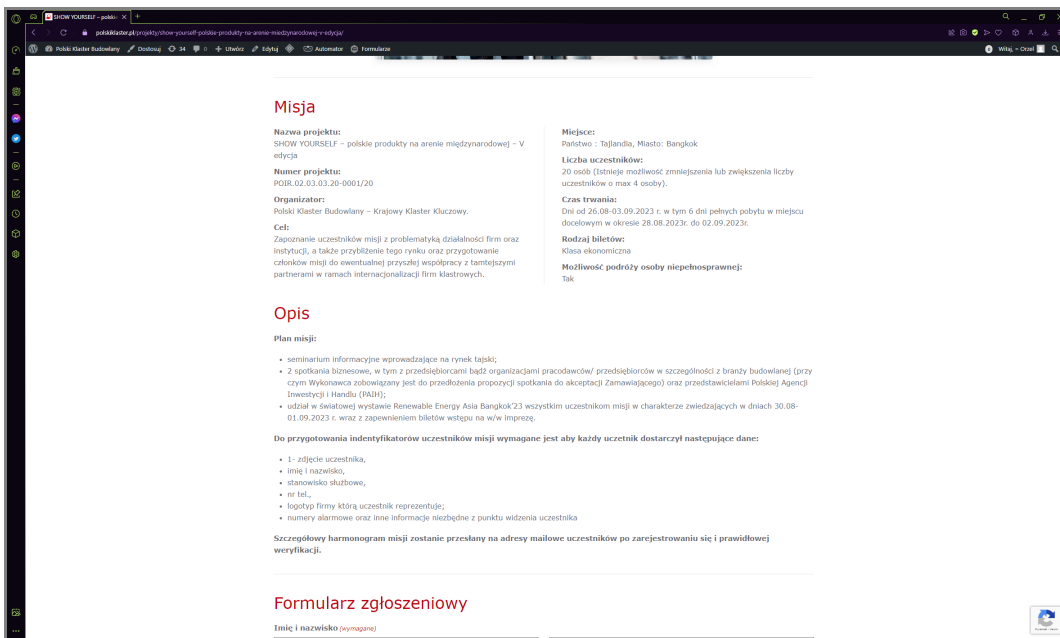 SHOW YOURSELF – polskie
polskiklaster.pl/projekty/show-yourself-polskie-produkty-na-arenie-miedzynarodowej-v-edycja/
Polski Klaster Budowlany Dostosuj 34 0 Utwórz Edytuj Automator Formularze
6 Witaj, ~ Orzel
Misja
Nazwa projektu:
SHOW YOURSELF – polskie produkty na arenie międzynarodowej – V
edycja
Numer projektu:
POIR.02.03.03.20-0001/20
Organizator:
Polski Klaster Budowlany – Krajowy Klaster Kluczowy.
Cel:
Zapoznanie uczestników misji z problematyką działalności firm oraz
instytucji, a także przybliżenie tego rynku oraz przygotowanie
członków misji do ewentualnej przyszłej współpracy z tamtejszymi
partnerami w ramach internacjonalizacji firm klastrowych.
Miejsce:
Państwo : Tajlandia, Miasto: Bangkok
Liczba uczestników:
20 osób (Istnieje możliwość zmniejszenia lub zwiększenia liczby
uczestników o max 4 osoby).
Czas trwania:
Dni od 26.08-03.09.2023 r. w tym 6 dni pełnych pobytu w miejscu
docelowym w okresie 28.08.2023r. do 02.09.2023r.
Rodzaj biletów:
Klasa ekonomiczna
Możliwość podróży osoby niepełnosprawnej:
Tak
Opis
Plan misji:
seminarium informacyjne wprowadzające na rynek tajski;
2 spotkania biznesowe, w tym z przedsiębiorcami bądź organizacjami pracodawców/ przedsiębiorców w szczególności z branży budowlanej (przy
czym Wykonawca zobowiązany jest do przedłożenia propozycji spotkania do akceptacji Zamawiającego) oraz przedstawicielami Polskiej Agencji
Inwestycji i Handlu (PAIH);
udział w światowej wystawie Renewable Energy Asia Bangkok'23 wszystkim uczestnikom misji w charakterze zwiedzających w dniach 30.08-
01.09.2023 r. wraz z zapewnieniem biletów wstępu na w/w imprezę.
Do przygotowania indentyfikatorów uczestników misji wymagane jest aby każdy uczetnik dostarczył następujące dane:
1- zdjęcie uczestnika,
imię i nazwisko,
stanowisko służbowe,
nr tel.,
logotyp firmy którą uczestnik reprezentuje;
numery alarmowe oraz inne informacje niezbędne z punktu widzenia uczestnika
Szczegółowy harmonogram misji zostanie przesłany na adresy mailowe uczestników po zarejestrowaniu się i prawidłowej
weryfikacji.
Formularz zgłoszeniowy
Imię i nazwisko (wymagane)